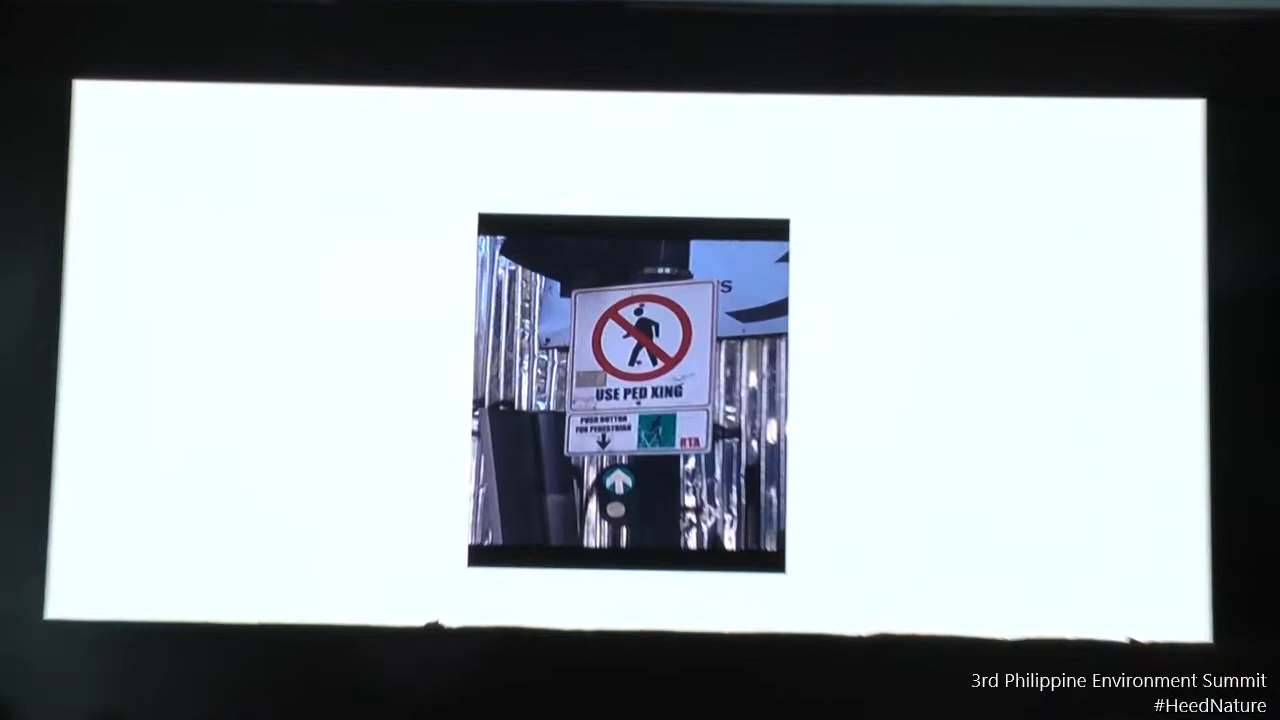 S
USE PED XING
PUSH BUTTON
FOR PEDESTRIAN
RTA
3rd Philippine Environment Summit
#HeedNature